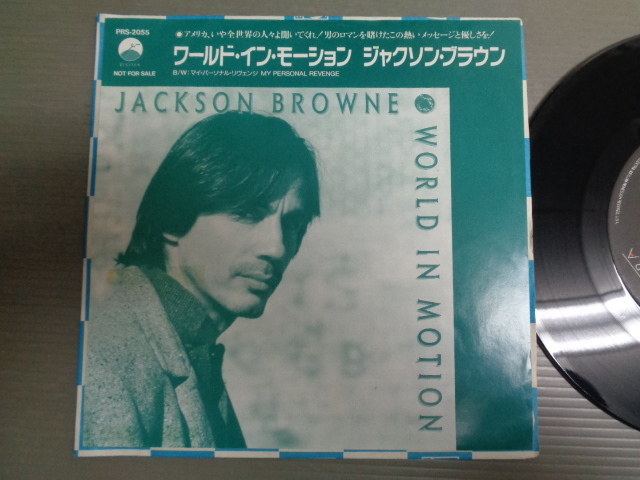 PRS-2055
NOT FOR SALE
●アメリカ、いや全世界の人々よ聞いてくれ!男のロマンを賭けたこの熱いメッセージと優しさを!
ワールド・イン・モーション ジャクソン・ブラウン
B/W:マイ・パーソナル・リヴェンジ MY PERSONAL REVENGE
JACKSON BROWNE
WORLD IN MOTION